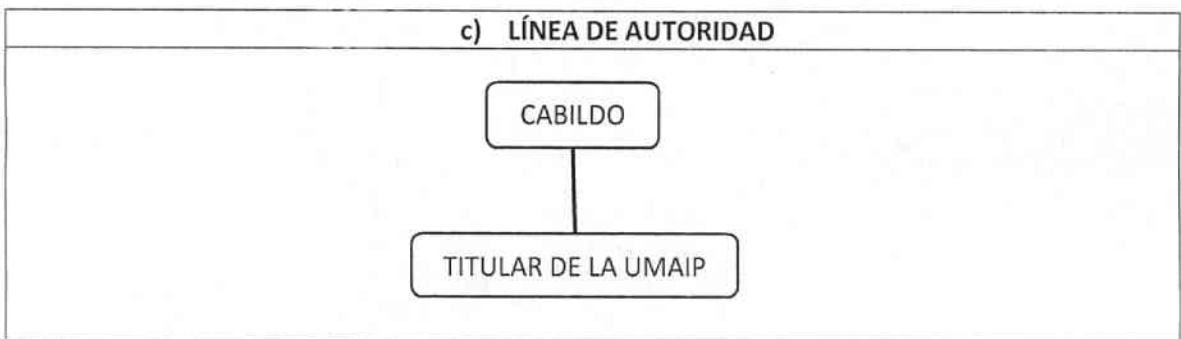 c) LÍNEA DE AUTORIDAD
CABILDO
TITULAR DE LA UMAIP